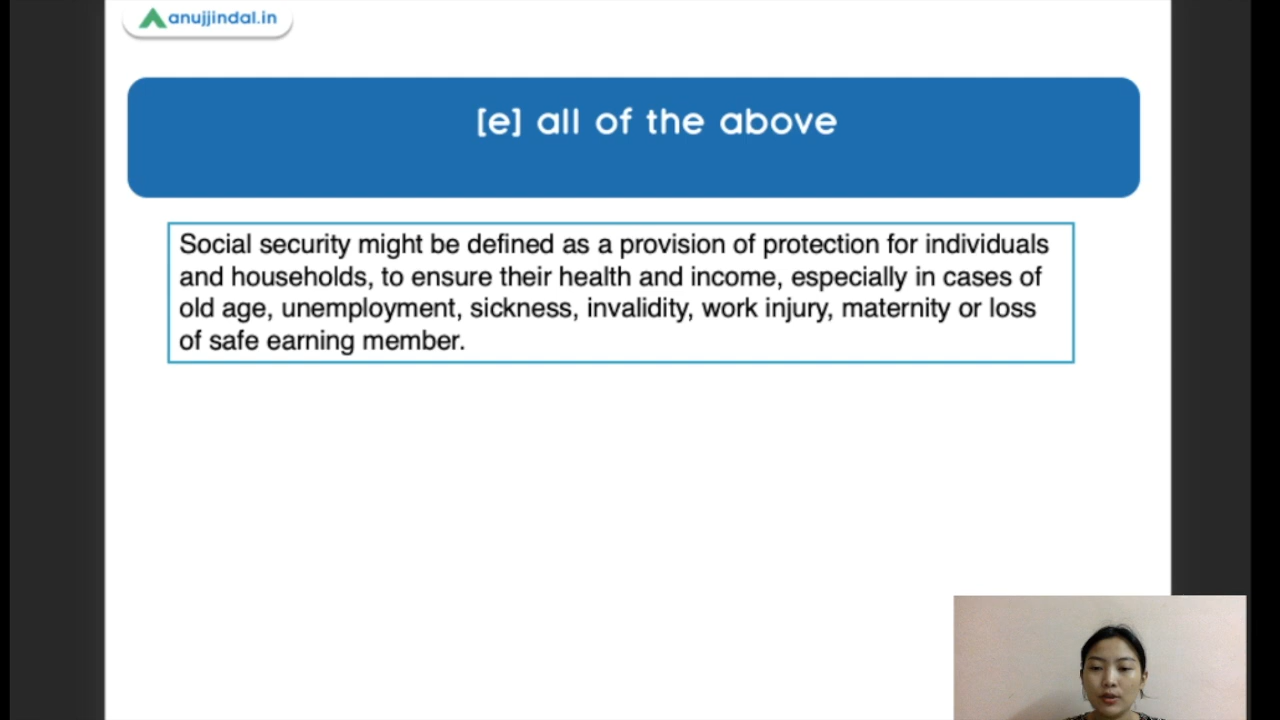 anujjindal.in
[e] all of the above
Social security might be defined as a provision of protection for individuals
and households, to ensure their health and income, especially in cases of
old age, unemployment, sickness, invalidity, work injury, maternity or loss
of safe earning member.